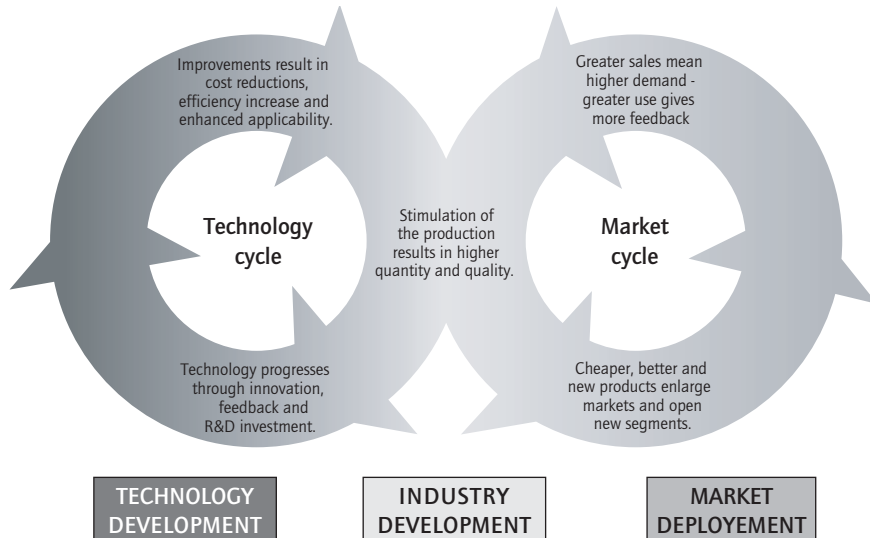 Improvements result in
cost reductions,
efficiency increase and
enhanced applicability.
Greater sales mean
higher demand -
greater use gives
more feedback
Technology
cycle
Stimulation of
the production
results in higher
quantity and quality.
Market
cycle
Technology progresses
through innovation,
feedback and
R&D investment.
Cheaper, better and
new products enlarge
markets and open
new segments.
TECHNOLOGY
DEVELOPMENT
INDUSTRY
DEVELOPMENT
MARKET
DEPLOYEMENT